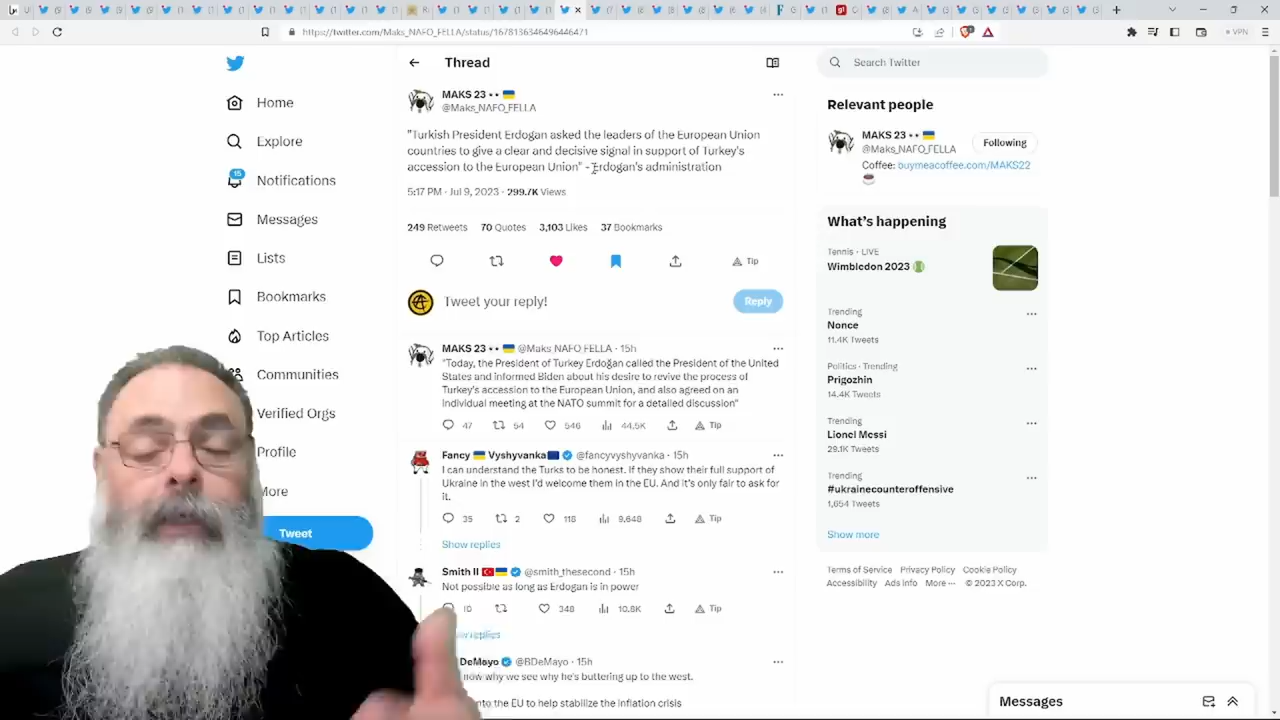 https://twitter.com/Maks_NAFO_FELLA/status/1678136346496446471
VPN
Home
Explore
15
Notifications
Messages
Lists
Bookmarks
Top Articles
Communities
Verified Orgs
Profile
More
Tweet
Thread
MAKS 23
@Maks_NAFO_FELLA
"Turkish President Erdogan asked the leaders of the European Union
countries to give a clear and decisive signal in support of Turkey's
accession to the European Union" - Erdogan's administration
5:17 PM · Jul 9, 2023 · 299.7K Views
249 Retweets 70 Quotes 3,103 Likes 37 Bookmarks
Tip
Tweet your reply!
Reply
MAKS 23 @Maks_NAFO_FELLA · 15h
"Today, the President of Turkey Erdoğan called the President of the United
States and informed Biden about his desire to revive the process of
Turkey's accession to the European Union, and also agreed on an
individual meeting at the NATO summit for a detailed discussion"
47 54 546 44.5K Tip
Fancy Vyshyvanka @fancyvyshyvanka · 15h
I can understand the Turks to be honest. If they show their full support of
Ukraine in the west I'd welcome them in the EU. And it's only fair to ask for
it.
35 2 118 9,648 Tip
Show replies
Smith II @smith_thesecond · 15h
Not possible as long as Erdogan is in power
10 348 10.8K Tip
replies
DeMayo @BDeMayo · 15h
now why we see why he's buttering up to the west.
nto the EU to help stabilize the inflation crisis
Search Twitter
Relevant people
MAKS 23
@Maks_NAFO_FELLA
Following
Coffee: buymeacoffee.com/MAKS22
What's happening
Tennis · LIVE
Wimbledon 2023
Trending
Nonce
11.4K Tweets
Politics · Trending
Prigozhin
14.4K Tweets
Trending
Lionel Messi
29.1K Tweets
Trending
#ukrainecounteroffensive
1,654 Tweets
Show more
Terms of Service Privacy Policy Cookie Policy
Accessibility Ads info More ··· © 2023 X Corp.
Messages